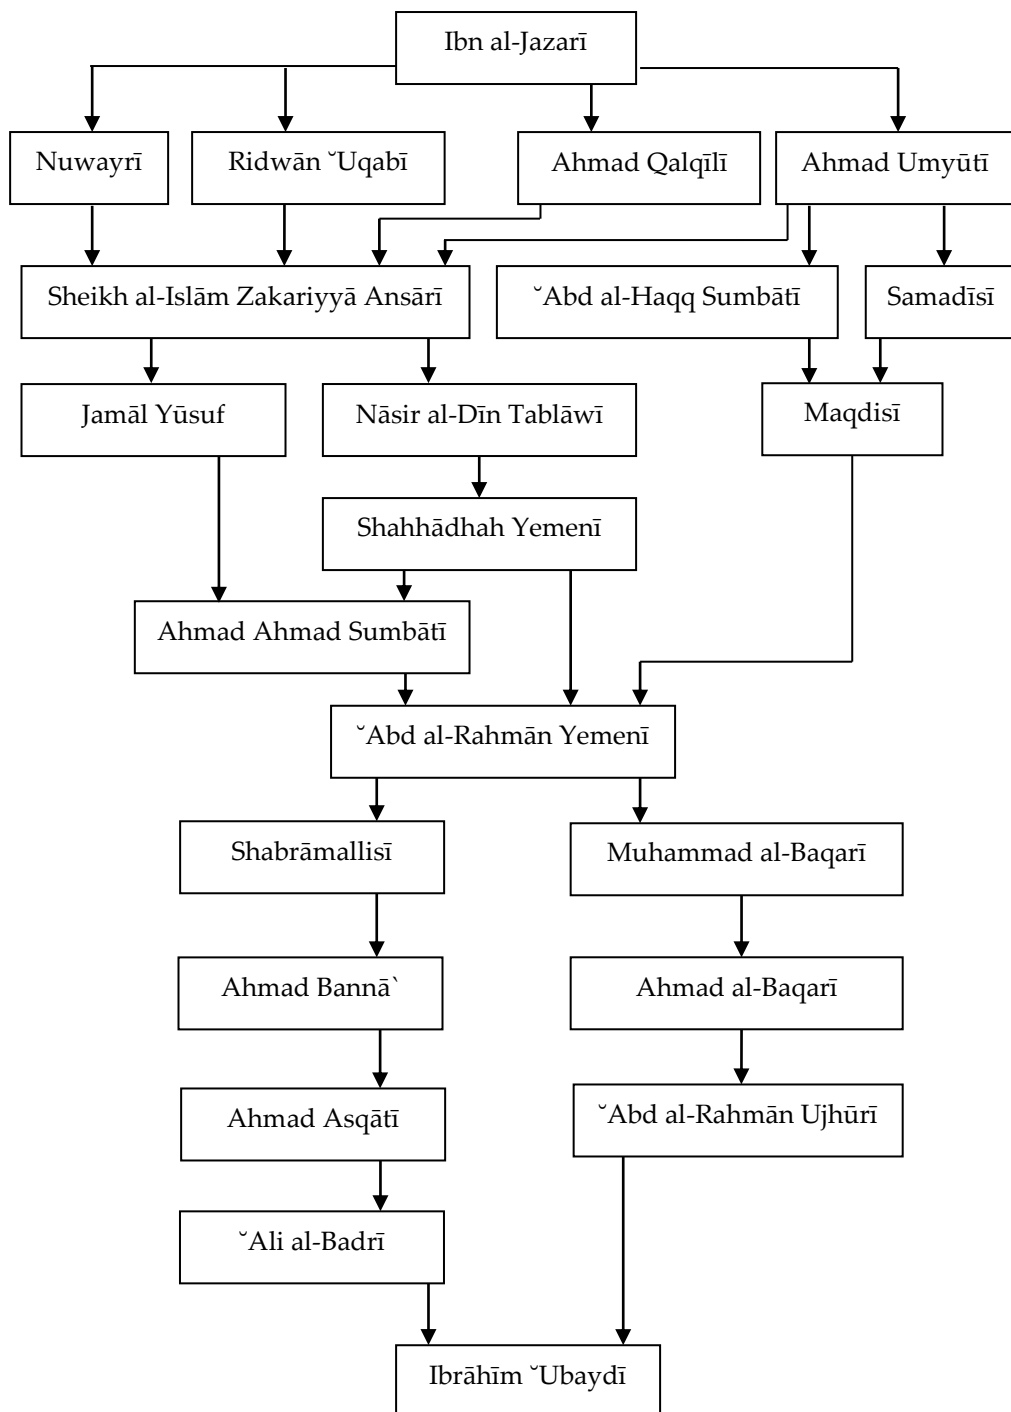 Ibn al-Jazarī
Nuwayrī
Ridwān ˘Uqabī
Ahmad Qalqīlī
Ahmad Umyūtī
Sheikh al-Islām Zakariyyā Ansārī
˘Abd al-Haqq Sumbātī
Samadīsī
Jamāl Yūsuf
Nāsir al-Dīn Tablāwī
Maqdisī
Shahhādhah Yemenī
Ahmad Ahmad Sumbātī
˘Abd al-Rahmān Yemenī
Shabrāmallisī
Muhammad al-Baqarī
Ahmad Bannā`
Ahmad al-Baqarī
Ahmad Asqātī
˘Abd al-Rahmān Ujhūrī
˘Ali al-Badrī
Ibrāhīm ˘Ubaydī